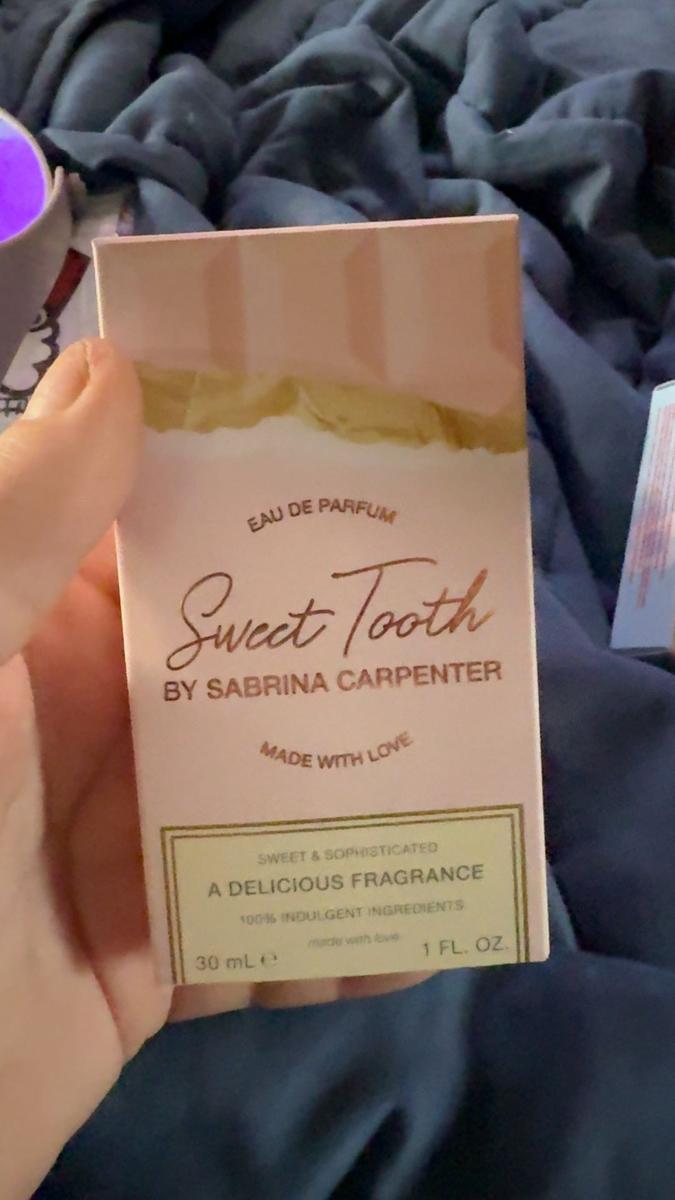 EAU DE PARFUM
Sweet Tooth
BY SABRINA CARPENTER
MADE WITH LOVE
SWEET & SOPHISTICATED
A DELICIOUS FRAGRANCE
100% INDULGENT INGREDIENTS
made with love
30 mL ℮ 1 FL. OZ.